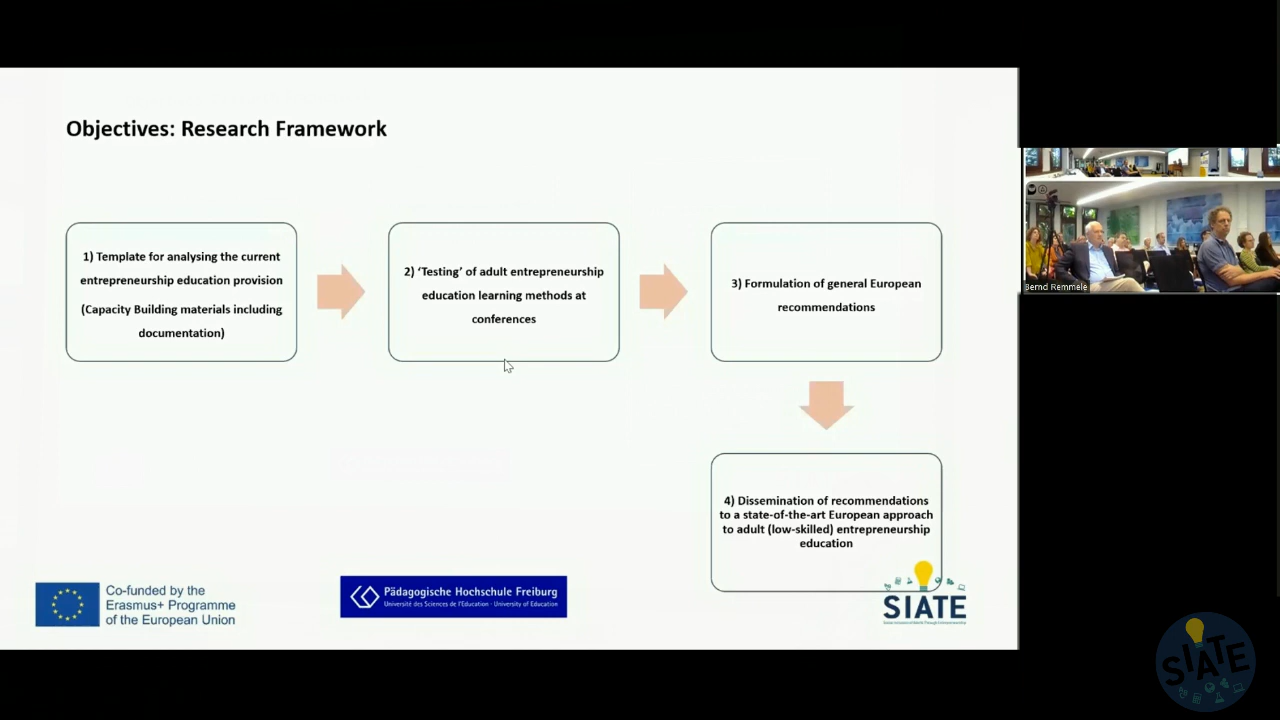 Objectives: Research Framework
1) Template for analysing the current
entrepreneurship education provision
(Capacity Building materials including
documentation)
2) ‘Testing’ of adult entrepreneurship
education learning methods at
conferences
3) Formulation of general European
recommendations
4) Dissemination of recommendations
to a state-of-the-art European approach
to adult (low-skilled) entrepreneurship
education
Co-funded by the
Erasmus+ Programme
of the European Union
Pädagogische Hochschule Freiburg
Université des Sciences de l'Education · University of Education
SIATE
Bernd Remmele
SIATE